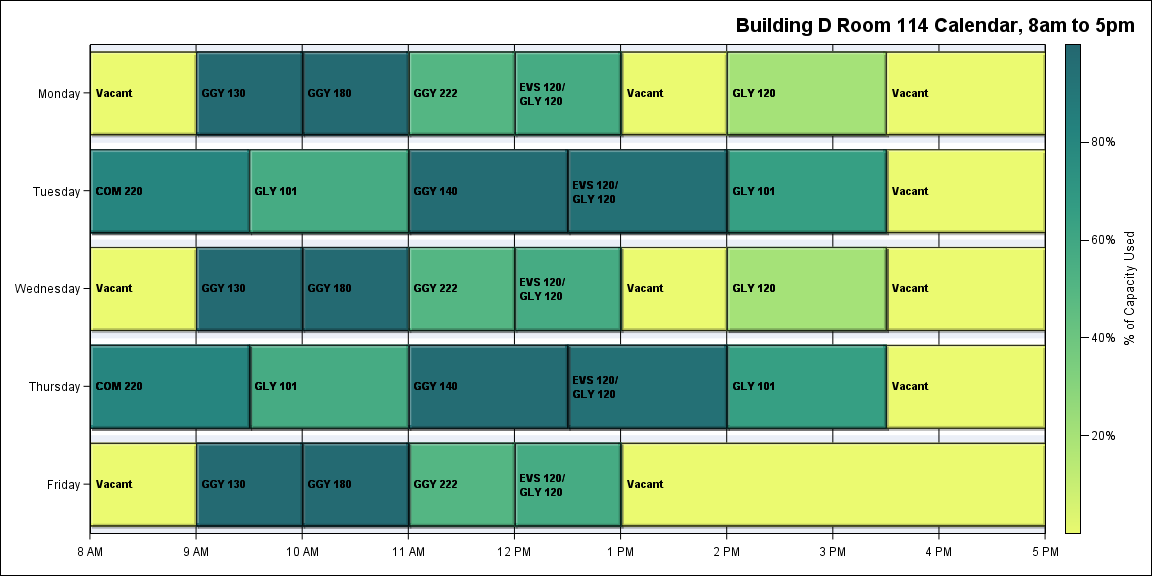 Building D Room 114 Calendar, 8am to 5pm
Monday
Vacant
GGY 130
GGY 180
GGY 222
EVS 120/
GLY 120
Vacant
GLY 120
Vacant
Tuesday
COM 220
GLY 101
GGY 140
EVS 120/
GLY 120
GLY 101
Vacant
Wednesday
Vacant
GGY 130
GGY 180
GGY 222
EVS 120/
GLY 120
Vacant
GLY 120
Vacant
Thursday
COM 220
GLY 101
GGY 140
EVS 120/
GLY 120
GLY 101
Vacant
Friday
Vacant
GGY 130
GGY 180
GGY 222
EVS 120/
GLY 120
Vacant
8 AM
9 AM
10 AM
11 AM
12 PM
1 PM
2 PM
3 PM
4 PM
5 PM
80%
60%
40%
20%
% of Capacity Used